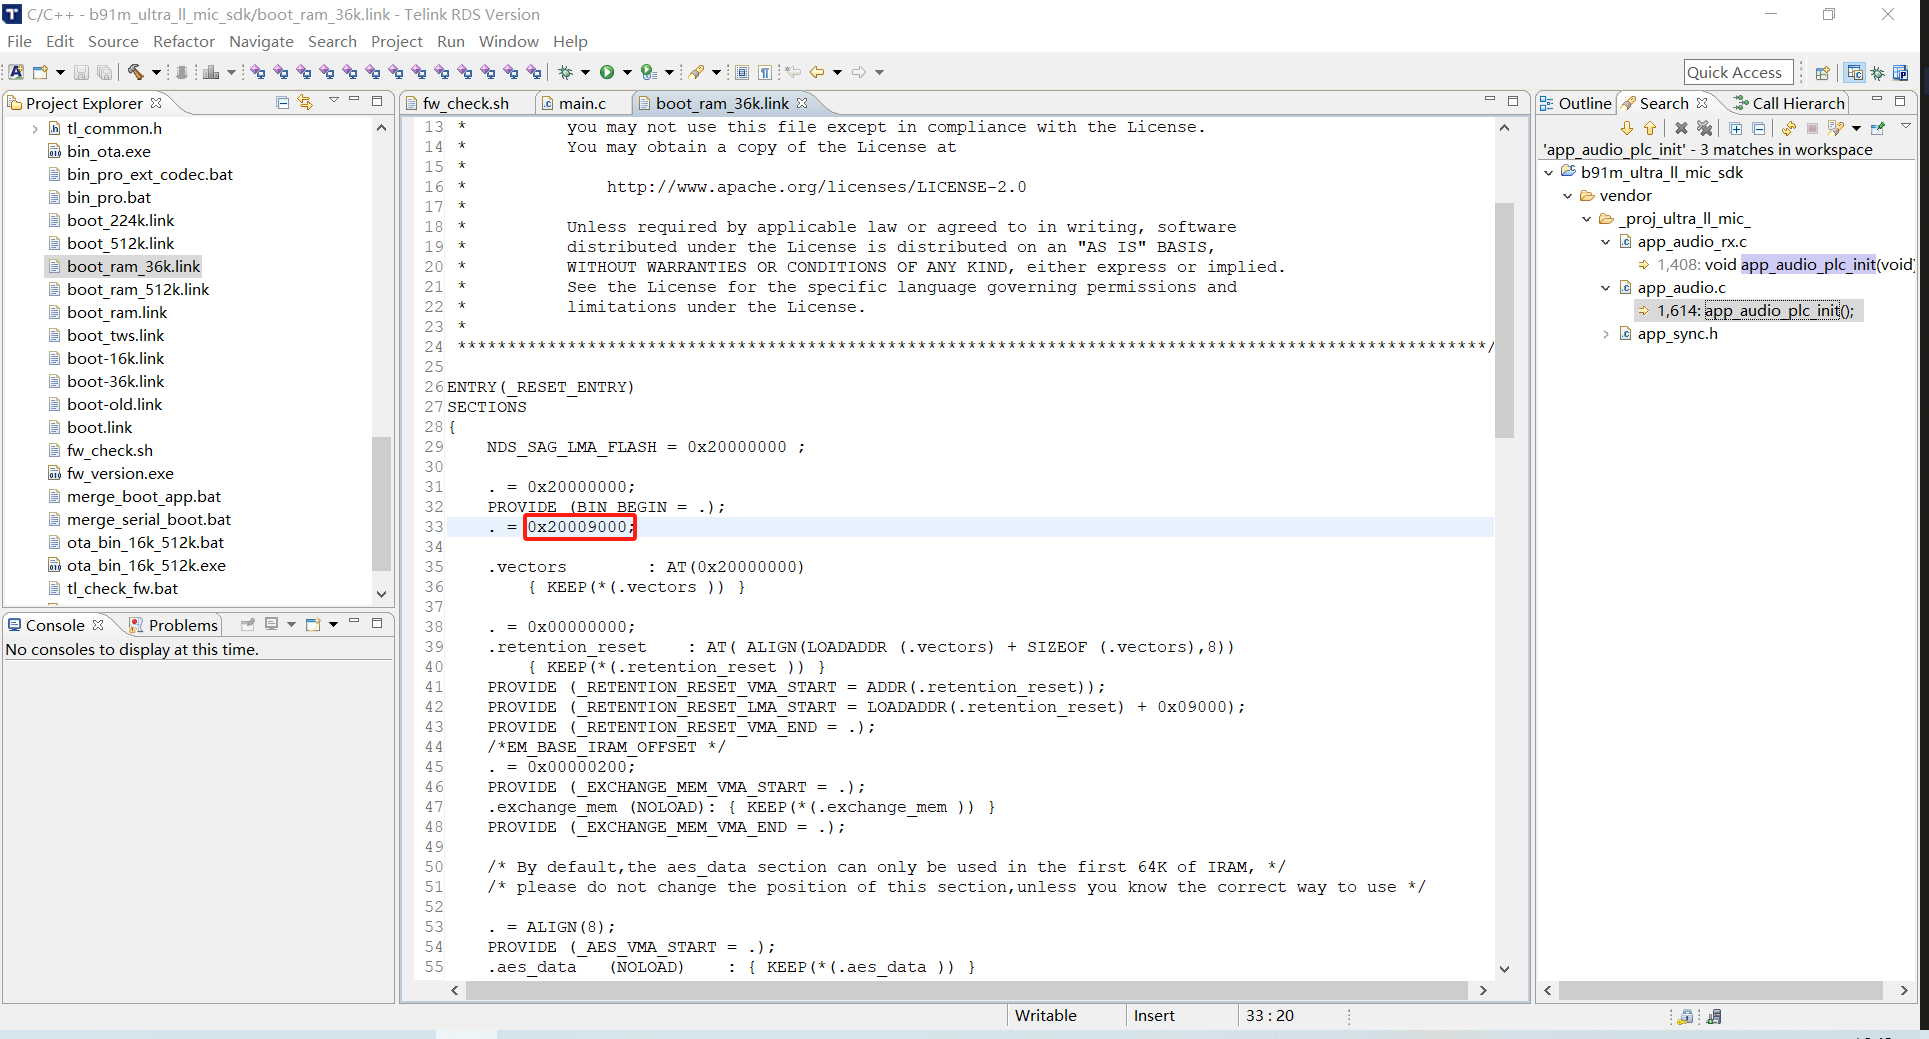 C/C++ - b91m_ultra_ll_mic_sdk/boot_ram_36k.link - Telink RDS Version
File Edit Source Refactor Navigate Search Project Run Window Help
Quick Access
Project Explorer
tl_common.h
bin_ota.exe
bin_pro_ext_codec.bat
bin_pro.bat
boot_224k.link
boot_512k.link
boot_ram_36k.link
boot_ram_512k.link
boot_ram.link
boot_tws.link
boot-16k.link
boot-36k.link
boot-old.link
boot.link
fw_check.sh
fw_version.exe
merge_boot_app.bat
merge_serial_boot.bat
ota_bin_16k_512k.bat
ota_bin_16k_512k.exe
tl_check_fw.bat
Console Problems
No consoles to display at this time.
fw_check.sh main.c boot_ram_36k.link
13 * you may not use this file except in compliance with the License.
14 * You may obtain a copy of the License at
15 *
16 * http://www.apache.org/licenses/LICENSE-2.0
17 *
18 * Unless required by applicable law or agreed to in writing, software
19 * distributed under the License is distributed on an "AS IS" BASIS,
20 * WITHOUT WARRANTIES OR CONDITIONS OF ANY KIND, either express or implied.
21 * See the License for the specific language governing permissions and
22 * limitations under the License.
23 *
24 *******************************************************************************************************/
25
26 ENTRY(_RESET_ENTRY)
27 SECTIONS
28 {
29 NDS_SAG_LMA_FLASH = 0x20000000 ;
30
31 . = 0x20000000;
32 PROVIDE (BIN_BEGIN = .);
33 . = 0x20009000;
34
35 .vectors : AT(0x20000000)
36 { KEEP(*(.vectors )) }
37
38 . = 0x00000000;
39 .retention_reset : AT( ALIGN(LOADADDR (.vectors) + SIZEOF (.vectors),8))
40 { KEEP(*(.retention_reset )) }
41 PROVIDE (_RETENTION_RESET_VMA_START = ADDR(.retention_reset));
42 PROVIDE (_RETENTION_RESET_LMA_START = LOADADDR(.retention_reset) + 0x09000);
43 PROVIDE (_RETENTION_RESET_VMA_END = .);
44 /*EM_BASE_IRAM_OFFSET */
45 . = 0x00000200;
46 PROVIDE (_EXCHANGE_MEM_VMA_START = .);
47 .exchange_mem (NOLOAD): { KEEP(*(.exchange_mem )) }
48 PROVIDE (_EXCHANGE_MEM_VMA_END = .);
49
50 /* By default,the aes_data section can only be used in the first 64K of IRAM, */
51 /* please do not change the position of this section,unless you know the correct way to use */
52
53 . = ALIGN(8);
54 PROVIDE (_AES_VMA_START = .);
55 .aes_data (NOLOAD) : { KEEP(*(.aes_data )) }
Outline Search Call Hierarch
'app_audio_plc_init' - 3 matches in workspace
b91m_ultra_ll_mic_sdk
vendor
_proj_ultra_ll_mic_
app_audio_rx.c
1,408: void app_audio_plc_init(void)
app_audio.c
1,614: app_audio_plc_init();
app_sync.h
Writable Insert 33 : 20